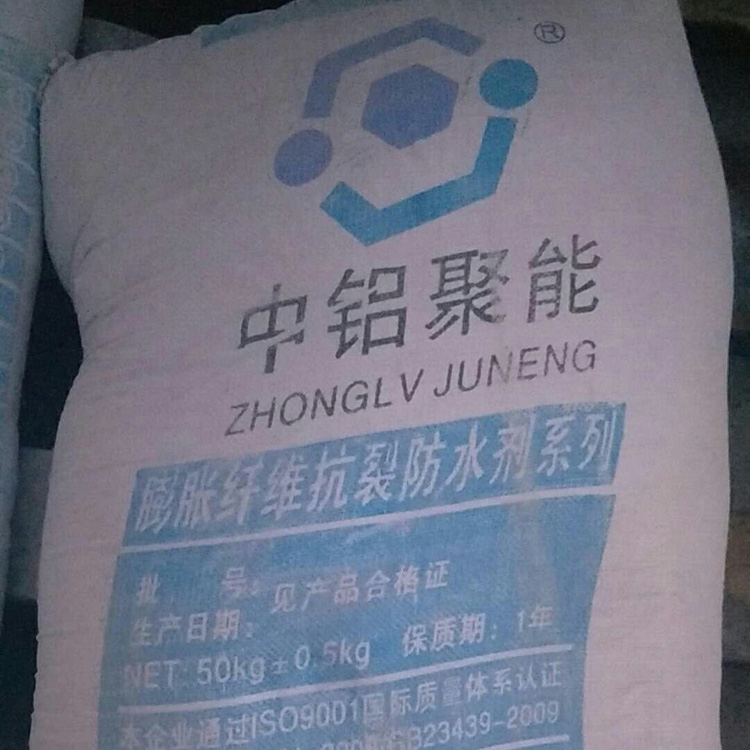 ®
中铝聚能
ZHONGLV JUNENG
膨胀纤维抗裂防水剂系列
批 号:
生产日期: 见产品合格证
NET: 50kg±0.5kg 保质期: 1年
本企业通过ISO9001国际质量体系认证
GB23439-2009